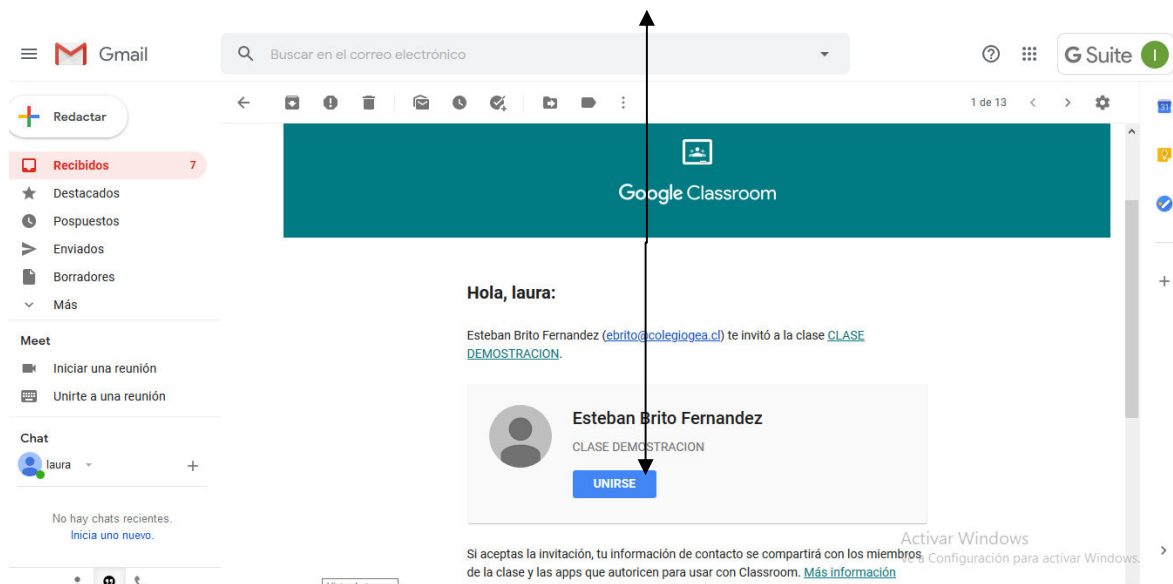 Gmail
Buscar en el correo electrónico
G Suite
I
Redactar
1 de 13
31
Recibidos 7
Destacados
Pospuestos
Enviados
Borradores
Más
Meet
Iniciar una reunión
Unirte a una reunión
Chat
laura
No hay chats recientes.
Inicia uno nuevo.
Google Classroom
Hola, laura:
Esteban Brito Fernandez (ebrito@colegiogea.cl) te invitó a la clase CLASE
DEMOSTRACION.
Esteban Brito Fernandez
CLASE DEMOSTRACION
UNIRSE
Si aceptas la invitación, tu información de contacto se compartirá con los miembros
de la clase y las apps que autoricen para usar con Classroom. Más información
Activar Windows
Ve a Configuración para activar Windows.